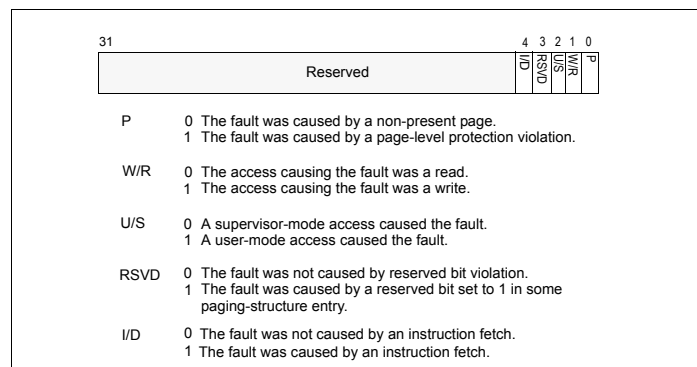 31 4 3 2 1 0
Reserved I/D RSVD U/S W/R P
P 0 The fault was caused by a non-present page.
1 The fault was caused by a page-level protection violation.
W/R 0 The access causing the fault was a read.
1 The access causing the fault was a write.
U/S 0 A supervisor-mode access caused the fault.
1 A user-mode access caused the fault.
RSVD 0 The fault was not caused by reserved bit violation.
1 The fault was caused by a reserved bit set to 1 in some
paging-structure entry.
I/D 0 The fault was not caused by an instruction fetch.
1 The fault was caused by an instruction fetch.